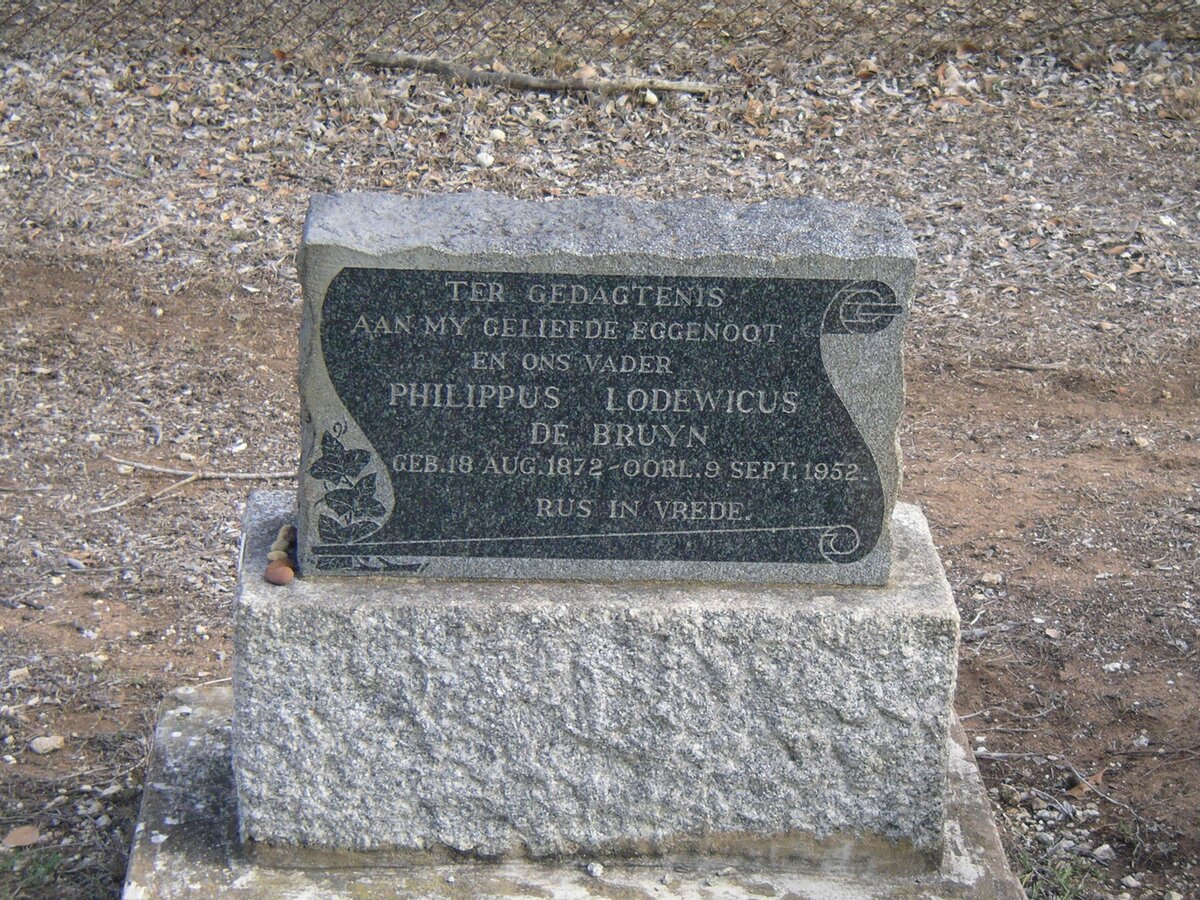 TER GEDAGTENIS
AAN MY GELIEFDE EGGENOOT
EN ONS VADER
PHILIPPUS LODEWICUS
DE BRUYN
GEB. 18 AUG. 1872 - OORL. 9 SEPT. 1952.
RUS IN VREDE.